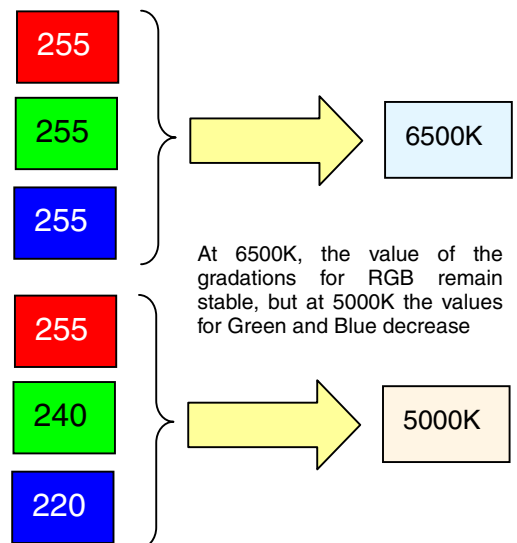 255
255
255
6500K
At 6500K, the value of the
gradations for RGB remain
stable, but at 5000K the values
for Green and Blue decrease
255
240
220
5000K